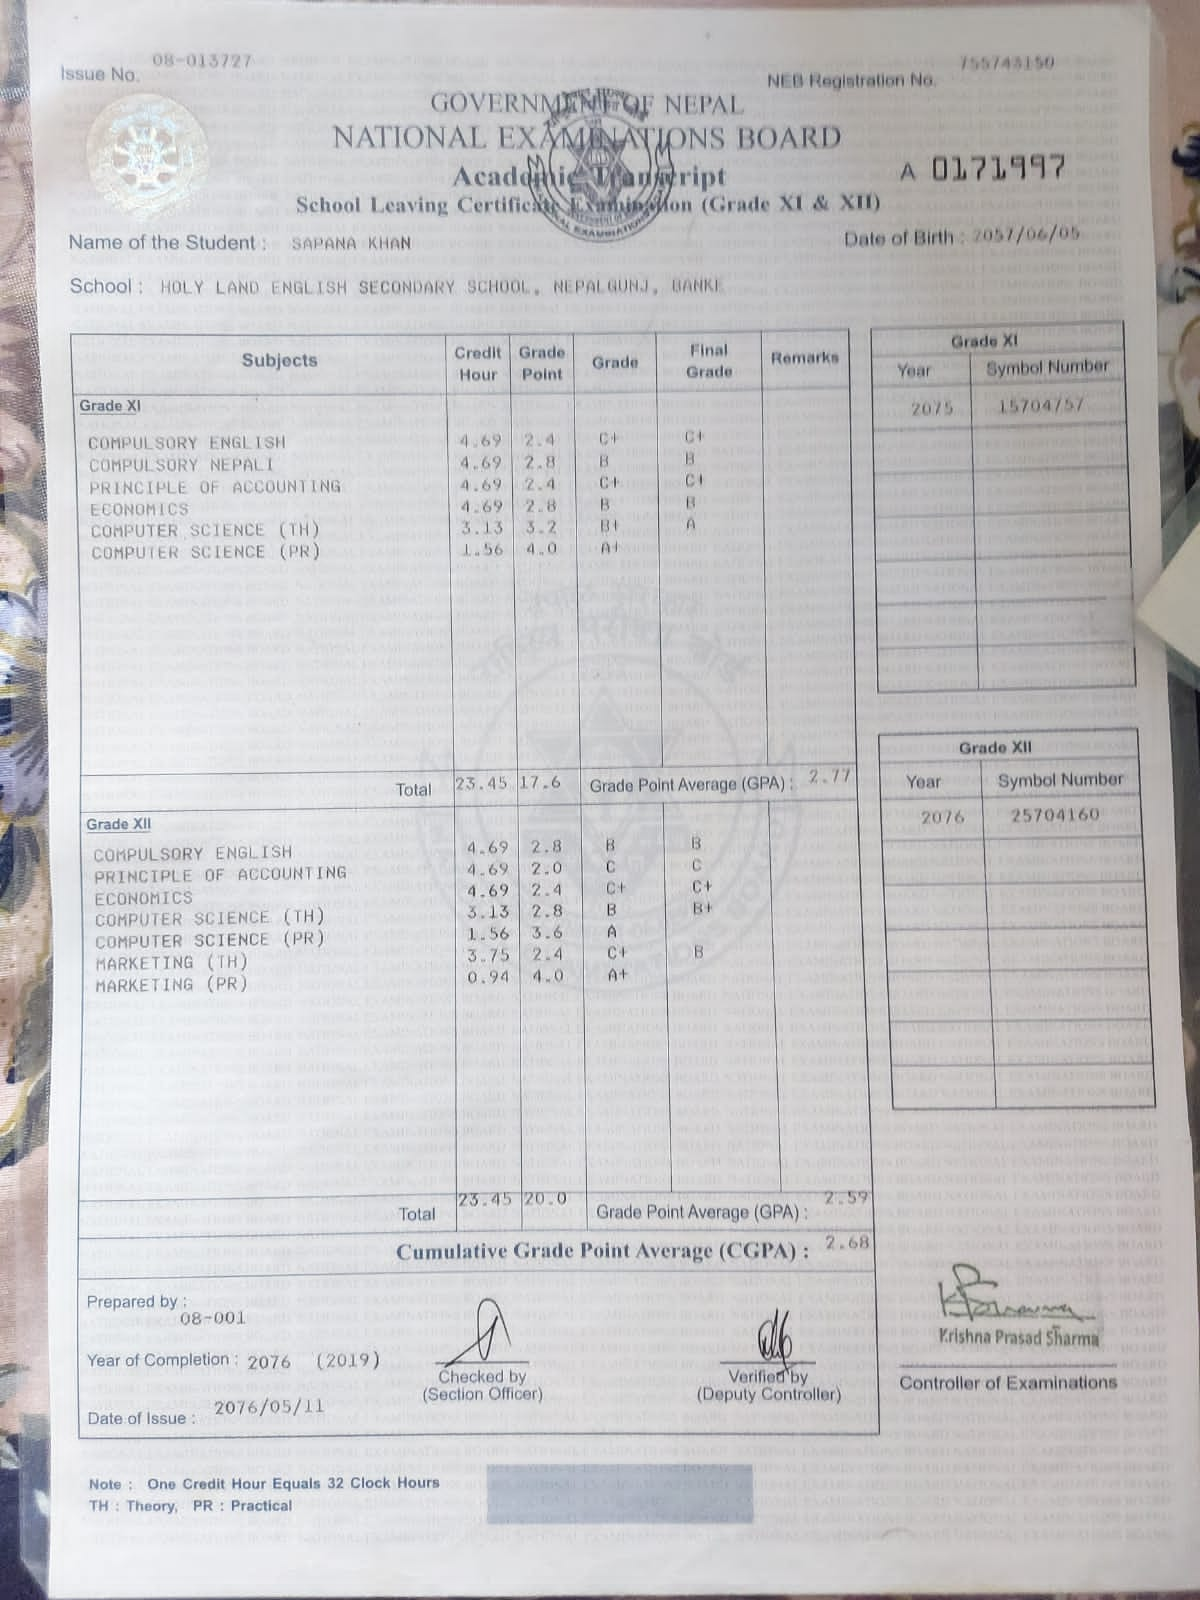 Issue No. 08-013727
NEB Registration No. 755743150
GOVERNMENT OF NEPAL
NATIONAL EXAMINATIONS BOARD
Academic Transcript
A 0171997
School Leaving Certificate Examination (Grade XI & XII)
Name of the Student : SAPANA KHAN
Date of Birth : 2057/06/05
School : HOLY LAND ENGLISH SECONDARY SCHOOL, NEPALGUNJ, BANKE
Subjects Credit Hour Grade Point Grade Final Grade Remarks
Grade XI
COMPULSORY ENGLISH 4.69 2.4 C+ C+
COMPULSORY NEPALI 4.69 2.8 B B
PRINCIPLE OF ACCOUNTING 4.69 2.4 C+ C+
ECONOMICS 4.69 2.8 B B
COMPUTER SCIENCE (TH) 3.13 3.2 B+ A
COMPUTER SCIENCE (PR) 1.56 4.0 A+
Total 23.45 17.6 Grade Point Average (GPA) : 2.77
Grade XII
COMPULSORY ENGLISH 4.69 2.8 B B
PRINCIPLE OF ACCOUNTING 4.69 2.0 C C
ECONOMICS 4.69 2.4 C+ C+
COMPUTER SCIENCE (TH) 3.13 2.8 B B+
COMPUTER SCIENCE (PR) 1.56 3.6 A
MARKETING (TH) 3.75 2.4 C+ B
MARKETING (PR) 0.94 4.0 A+
Total 23.45 20.0 Grade Point Average (GPA) : 2.59
Cumulative Grade Point Average (CGPA) : 2.68
Grade XI
Year Symbol Number
2075 15704757
Grade XII
Year Symbol Number
2076 25704160
Prepared by :
08-001
Year of Completion : 2076 (2019)
Date of Issue : 2076/05/11
Checked by
(Section Officer)
Verified by
(Deputy Controller)
Krishna Prasad Sharma
Controller of Examinations
Note : One Credit Hour Equals 32 Clock Hours
TH : Theory, PR : Practical